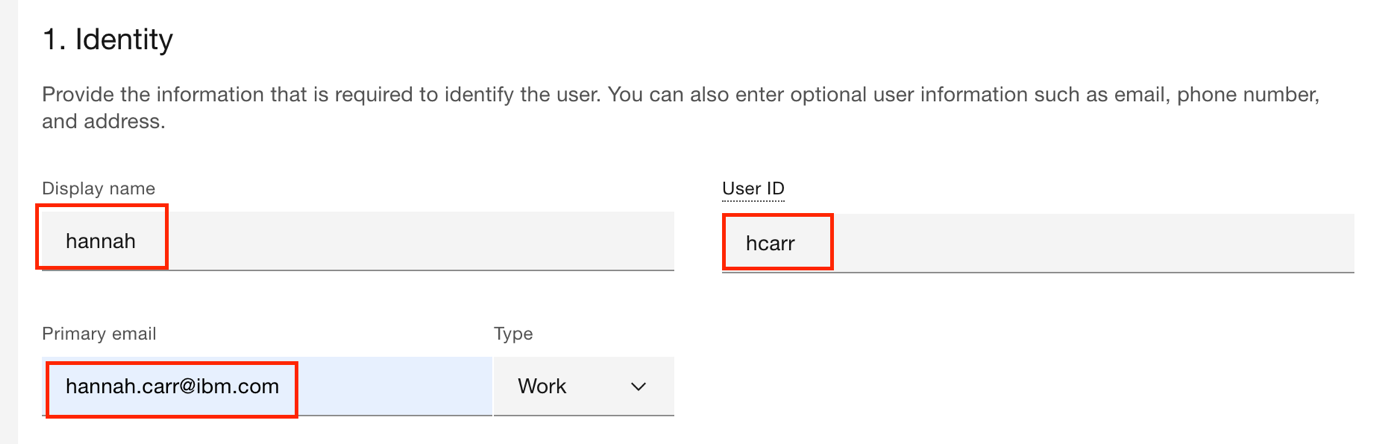 1. Identity
Provide the information that is required to identify the user. You can also enter optional user information such as email, phone number,
and address.
Display name
User ID
hannah
hcarr
Primary email
Type
hannah.carr@ibm.com
Work